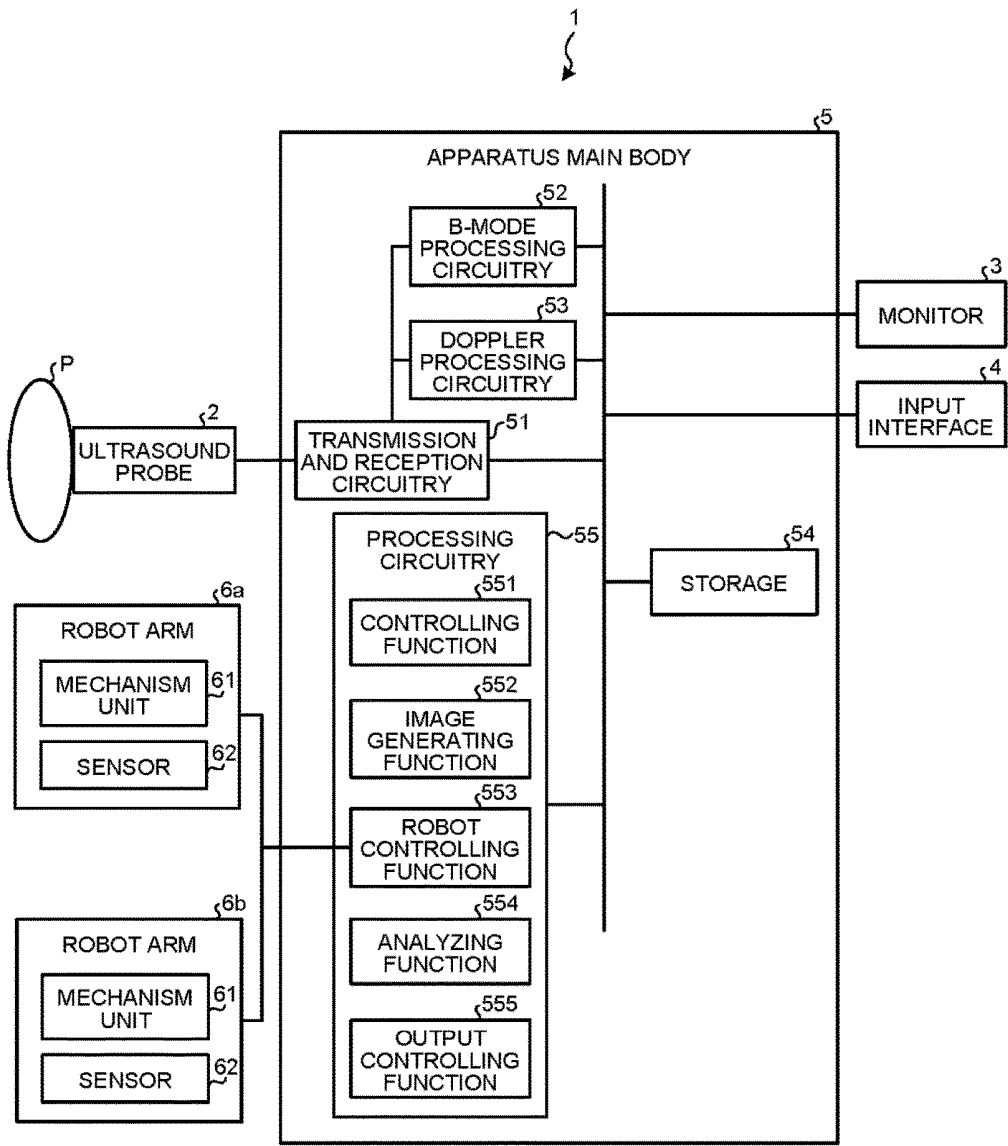 1
5
APPARATUS MAIN BODY
52
B-MODE
PROCESSING
CIRCUITRY
53
DOPPLER
PROCESSING
CIRCUITRY
3
MONITOR
4
INPUT
INTERFACE
P
2
ULTRASOUND
PROBE
51
TRANSMISSION
AND RECEPTION
CIRCUITRY
55
PROCESSING
CIRCUITRY
54
STORAGE
551
CONTROLLING
FUNCTION
552
IMAGE
GENERATING
FUNCTION
553
ROBOT
CONTROLLING
FUNCTION
554
ANALYZING
FUNCTION
555
OUTPUT
CONTROLLING
FUNCTION
6a
ROBOT ARM
MECHANISM
UNIT
61
SENSOR
62
6b
ROBOT ARM
MECHANISM
UNIT
61
SENSOR
62